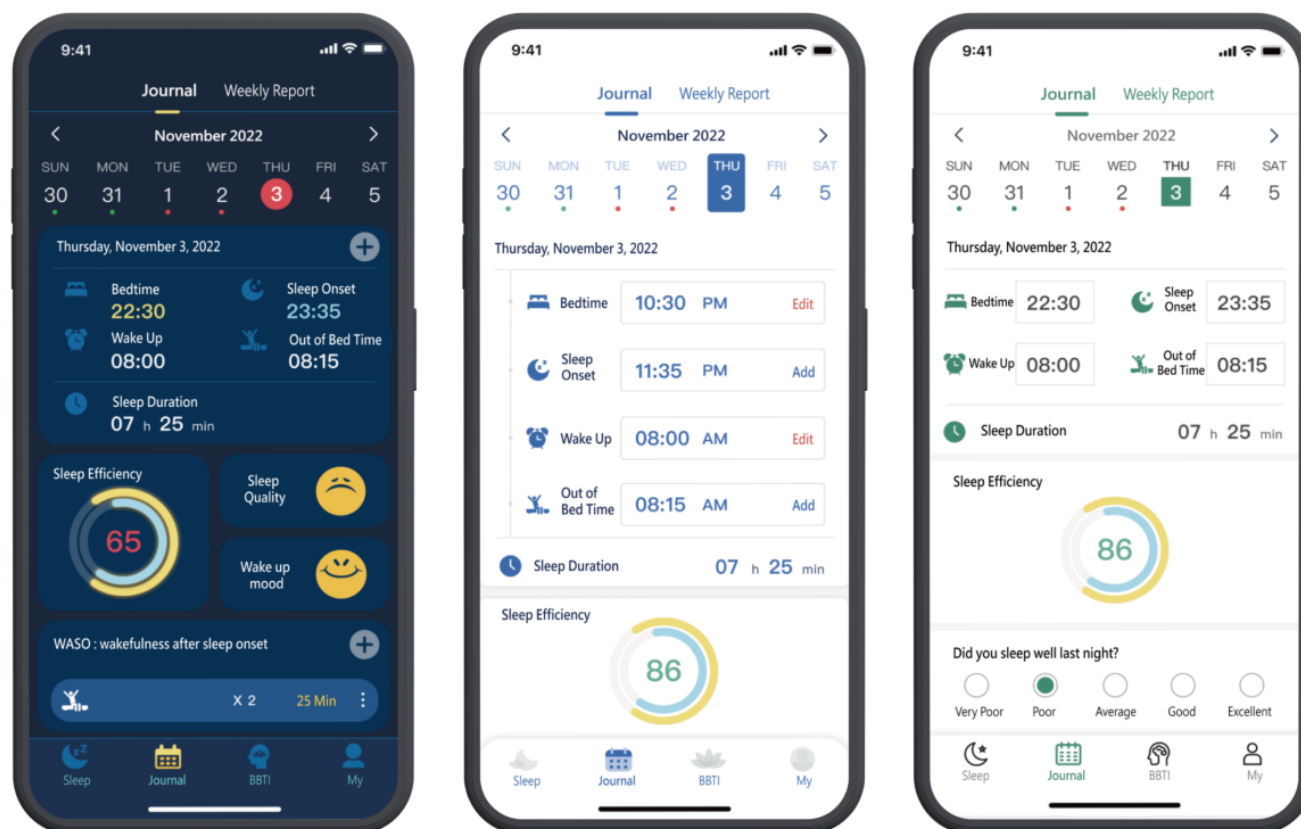 9:41
Journal Weekly Report
November 2022
SUN MON TUE WED THU FRI SAT
30 31 1 2 3 4 5
Thursday, November 3, 2022
Bedtime Sleep Onset
22:30 23:35
Wake Up Out of Bed Time
08:00 08:15
Sleep Duration
07 h 25 min
Sleep Efficiency
65
Sleep
Quality
Wake up
mood
WASO : wakefulness after sleep onset
X 2 25 Min
Sleep Journal BBTI My
9:41
Journal Weekly Report
November 2022
SUN MON TUE WED THU FRI SAT
30 31 1 2 3 4 5
Thursday, November 3, 2022
Bedtime 10:30 PM Edit
Sleep
Onset 11:35 PM Add
Wake Up 08:00 AM Edit
Out of
Bed Time 08:15 AM Add
Sleep Duration 07 h 25 min
Sleep Efficiency
86
Sleep Journal BBTI My
9:41
Journal Weekly Report
November 2022
SUN MON TUE WED THU FRI SAT
30 31 1 2 3 4 5
Thursday, November 3, 2022
Bedtime 22:30 Sleep
Onset 23:35
Wake Up 08:00 Out of
Bed Time 08:15
Sleep Duration 07 h 25 min
Sleep Efficiency
86
Did you sleep well last night?
Very Poor Poor Average Good Excellent
Sleep Journal BBTI My